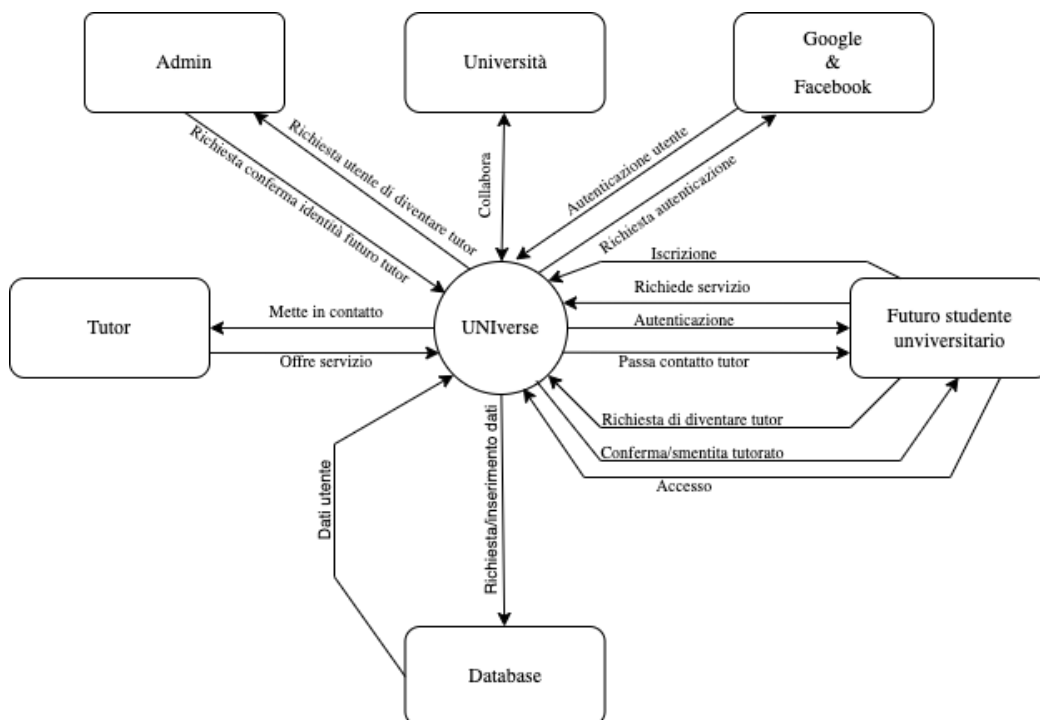 Admin
Università
Google
&
Facebook
Richiesta utente di diventare tutor
Richiesta conferma identità futuro tutor
Collabora
Autenticazione utente
Richiesta autenticazione
Iscrizione
Richiede servizio
Tutor
Mette in contatto
Offre servizio
UNIverse
Autenticazione
Passa contatto tutor
Futuro studente
unviversitario
Richiesta di diventare tutor
Conferma/smentita tutorato
Accesso
Dati utente
Richiesta/inserimento dati
Database